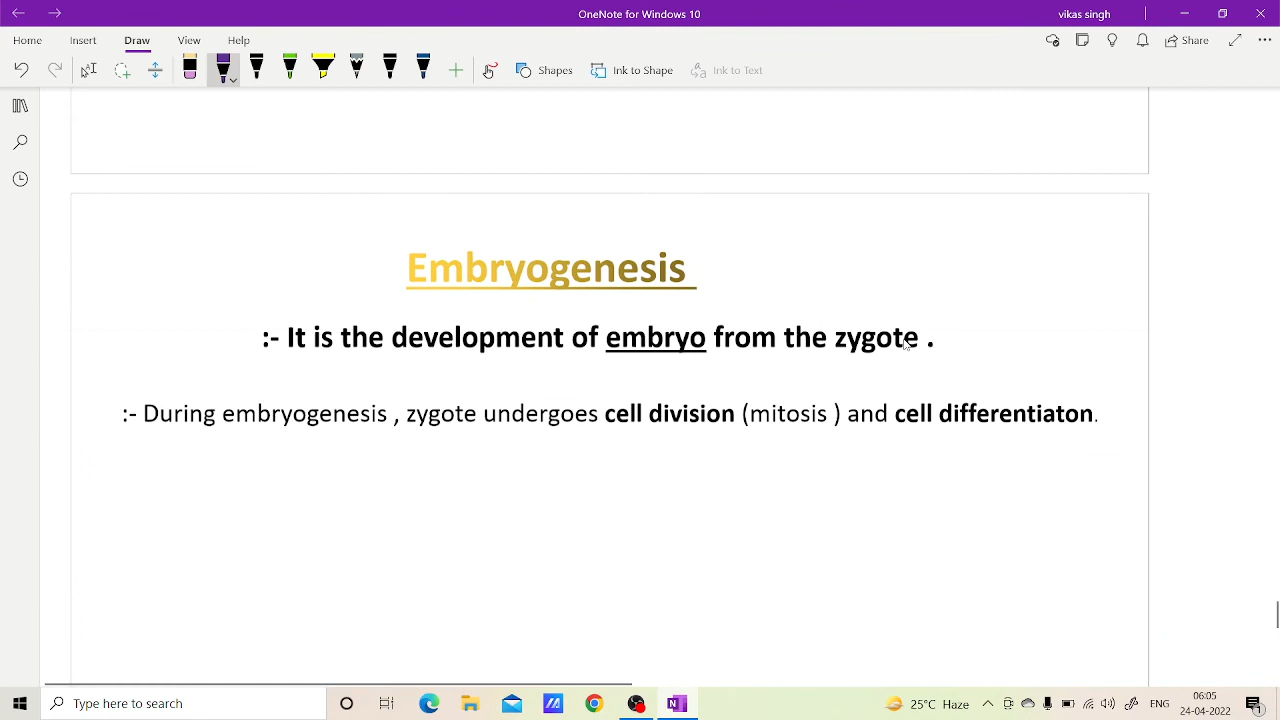 OneNote for Windows 10
vikas singh
Home Insert Draw View Help
Share
Shapes Ink to Shape Ink to Text
Embryogenesis
:- It is the development of embryo from the zygote .
:- During embryogenesis , zygote undergoes cell division (mitosis ) and cell differentiaton.
Type here to search
25°C Haze
ENG
06:05
24-04-2022
1